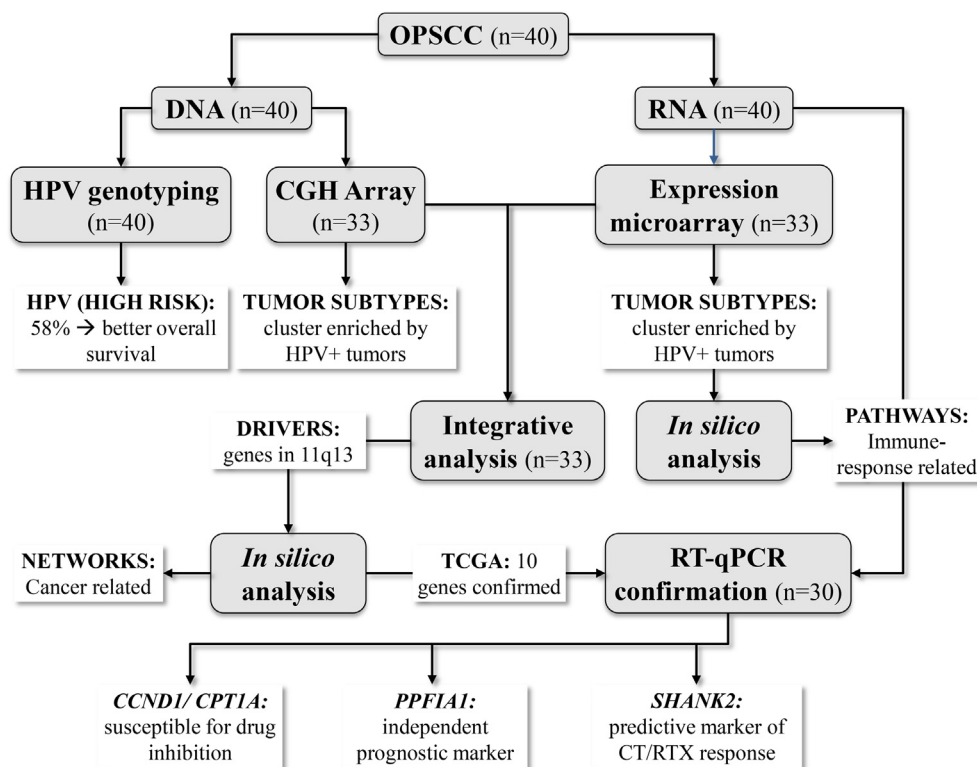 OPSCC (n=40)
DNA (n=40)
RNA (n=40)
HPV genotyping
(n=40)
CGH Array
(n=33)
Expression
microarray (n=33)
HPV (HIGH RISK):
58% → better overall
survival
TUMOR SUBTYPES:
cluster enriched by
HPV+ tumors
TUMOR SUBTYPES:
cluster enriched by
HPV+ tumors
DRIVERS:
genes in 11q13
Integrative
analysis (n=33)
In silico
analysis
PATHWAYS:
Immune-
response related
NETWORKS:
Cancer related
In silico
analysis
TCGA: 10
genes confirmed
RT-qPCR
confirmation (n=30)
CCND1/ CPT1A:
susceptible for drug
inhibition
PPFIA1:
independent
prognostic marker
SHANK2:
predictive marker of
CT/RTX response